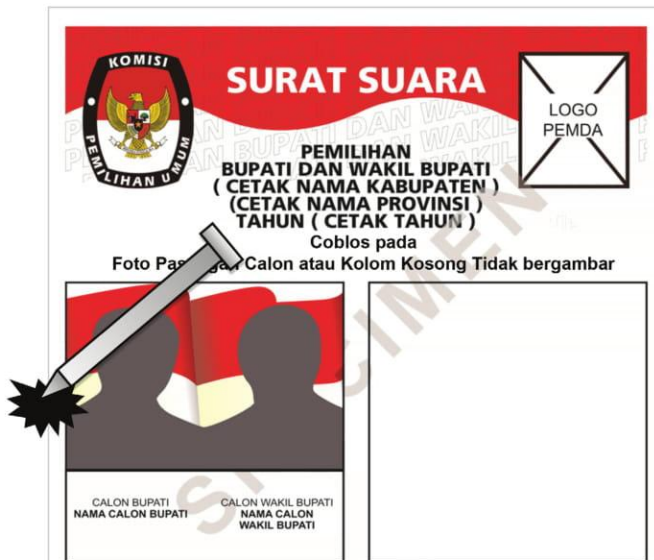 KOMISI
PEMILIHAN UMUM
SURAT SUARA
LOGO
PEMDA
PEMILIHAN
BUPATI DAN WAKIL BUPATI
( CETAK NAMA KABUPATEN )
(CETAK NAMA PROVINSI )
TAHUN ( CETAK TAHUN )
Coblos pada
Foto Calon atau Kolom Kosong Tidak bergambar
SPECIMEN
CALON BUPATI
NAMA CALON BUPATI
CALON WAKIL BUPATI
NAMA CALON
WAKIL BUPATI